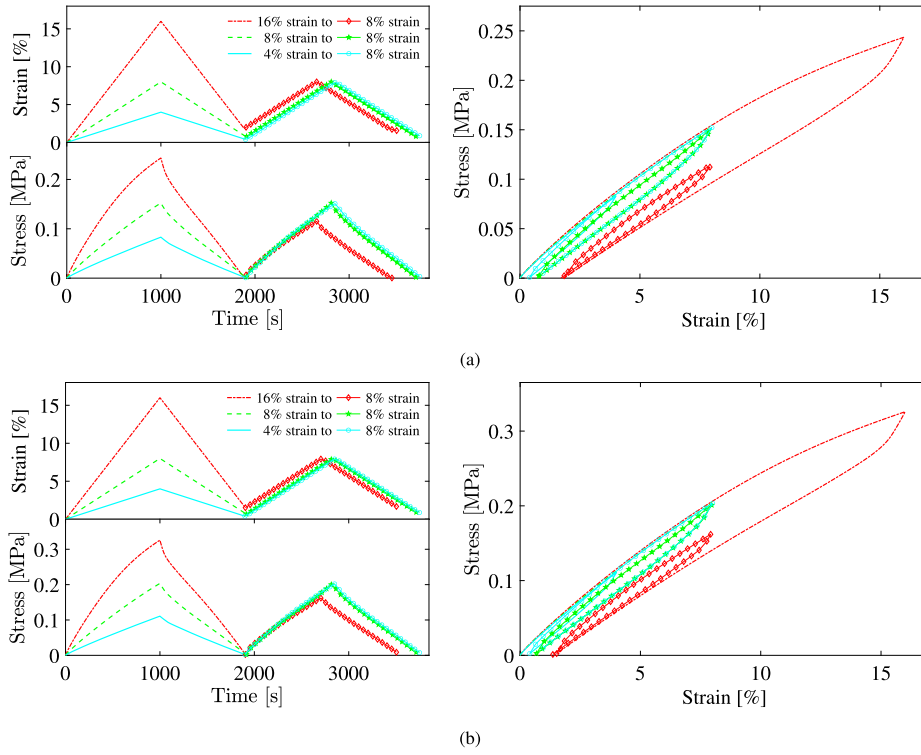 16% strain to 8% strain
8% strain to 8% strain
4% strain to 8% strain
Strain [%]
15
10
5
0
Stress [MPa]
0.2
0.1
0
0 1000 2000 3000
Time [s]
Stress [MPa]
0.25
0.2
0.15
0.1
0.05
0
0 5 10 15
Strain [%]
(a)
16% strain to 8% strain
8% strain to 8% strain
4% strain to 8% strain
Strain [%]
15
10
5
0
Stress [MPa]
0.3
0.2
0.1
0
0 1000 2000 3000
Time [s]
Stress [MPa]
0.3
0.2
0.1
0
0 5 10 15
Strain [%]
(b)